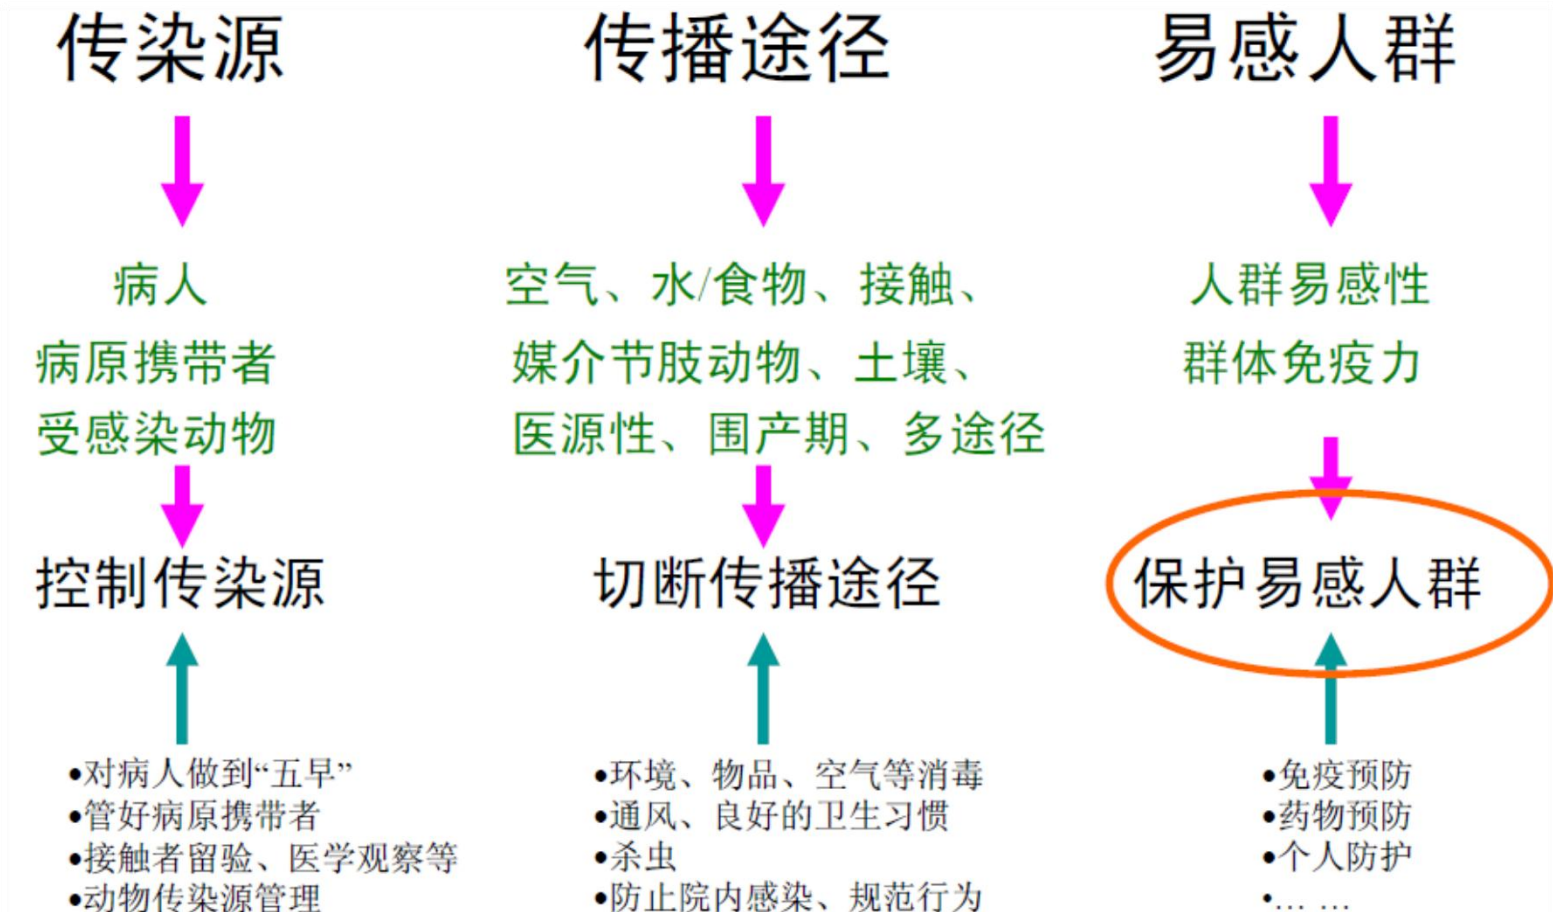 传染源
传播途径
易感人群
病人
病原携带者
受感染动物
空气、水/食物、接触、
媒介节肢动物、土壤、
医源性、围产期、多途径
人群易感性
群体免疫力
控制传染源
切断传播途径
保护易感人群
•对病人做到“五早”
•管好病原携带者
•接触者留验、医学观察等
•动物传染源管理
•环境、物品、空气等消毒
•通风、良好的卫生习惯
•杀虫
•防止院内感染、规范行为
•免疫预防
•药物预防
•个人防护
•… …